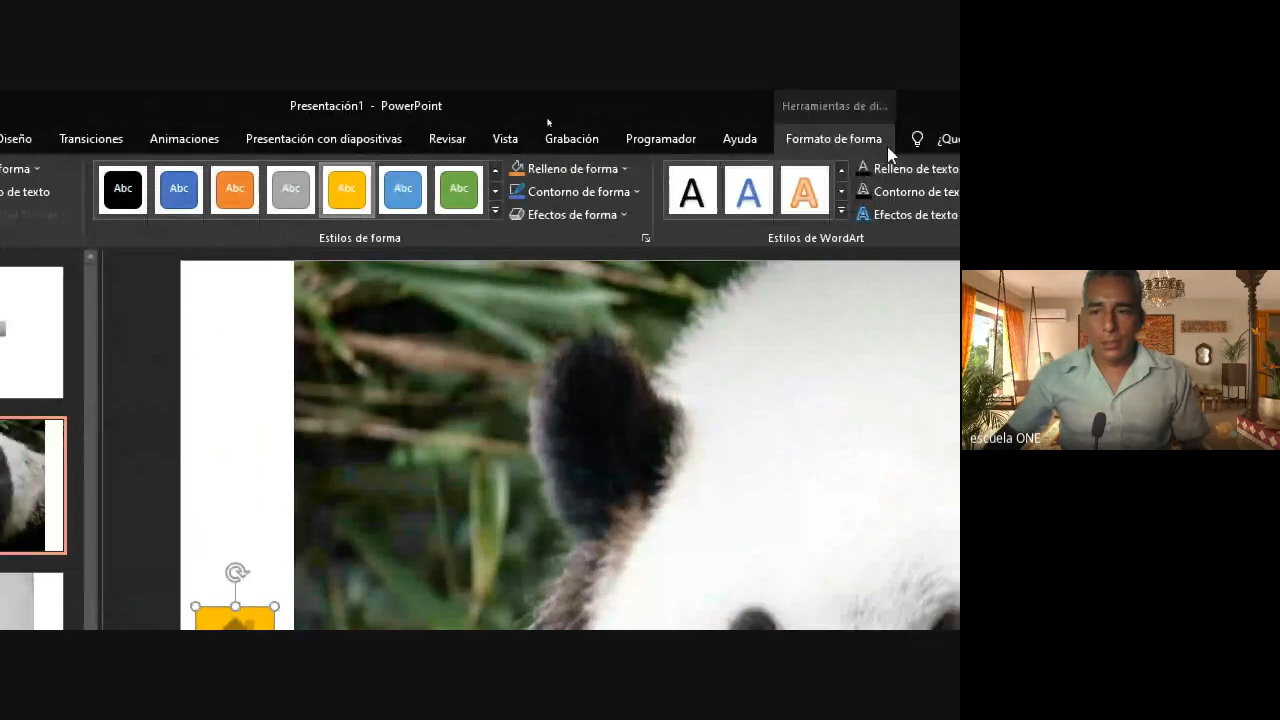 Presentación1 - PowerPoint
Herramientas de di...
Diseño Transiciones Animaciones Presentación con diapositivas Revisar Vista Grabación Programador Ayuda Formato de forma ¿Qu
orma
Abc Abc Abc Abc Abc Abc Abc
Relleno de forma
A A A
A Relleno de texto
o de texto
Contorno de forma
A Contorno de tex
Efectos de forma
A Efectos de texto
Estilos de forma
Estilos de WordArt
escuela ONE